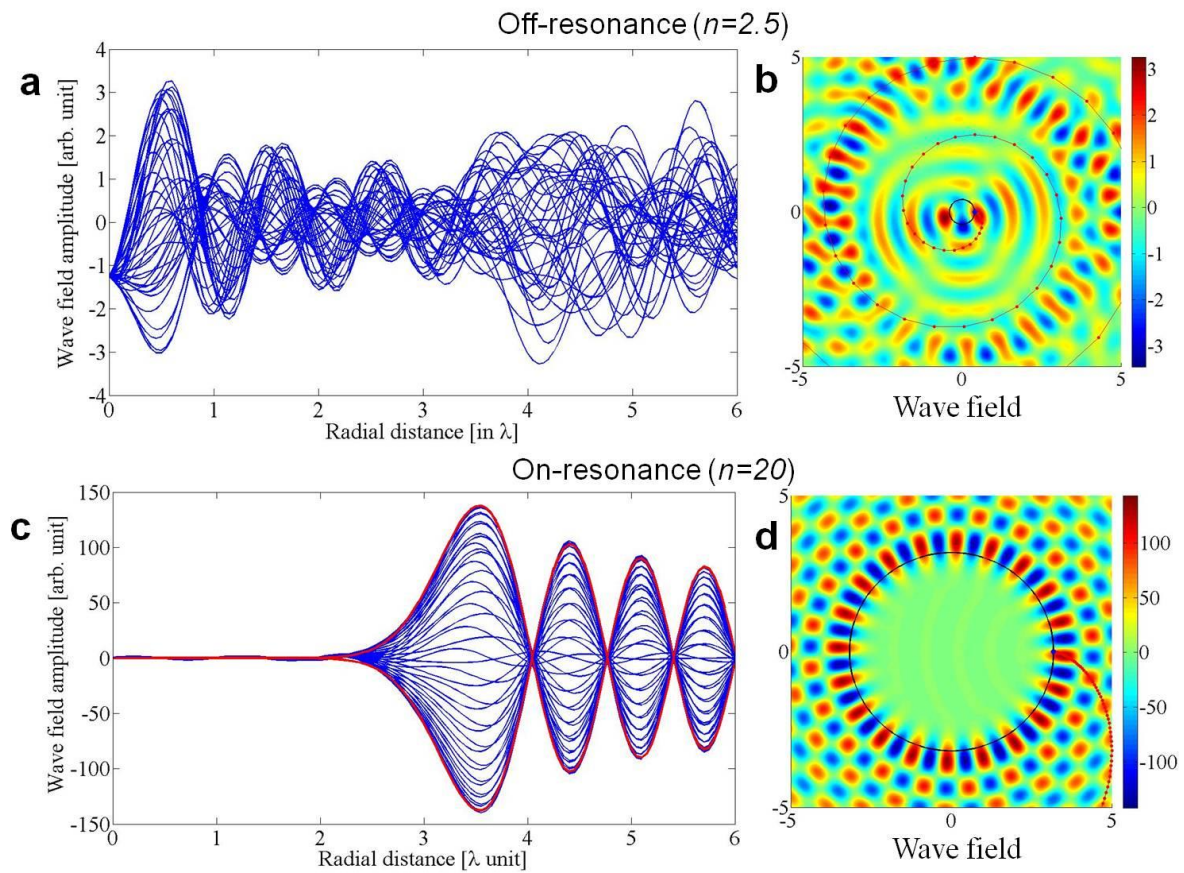 Off-resonance (n=2.5)
a
Wave field amplitude [arb. unit]
4
3
2
1
0
-1
-2
-3
-4
0 1 2 3 4 5 6
Radial distance [in λ]
b
5
0
-5
-5 0 5
Wave field
3
2
1
0
-1
-2
-3
On-resonance (n=20)
c
Wave field amplitude [arb. unit]
150
100
50
0
-50
-100
-150
0 1 2 3 4 5 6
Radial distance [λ unit]
d
5
0
-5
-5 0 5
Wave field
100
50
0
-50
-100